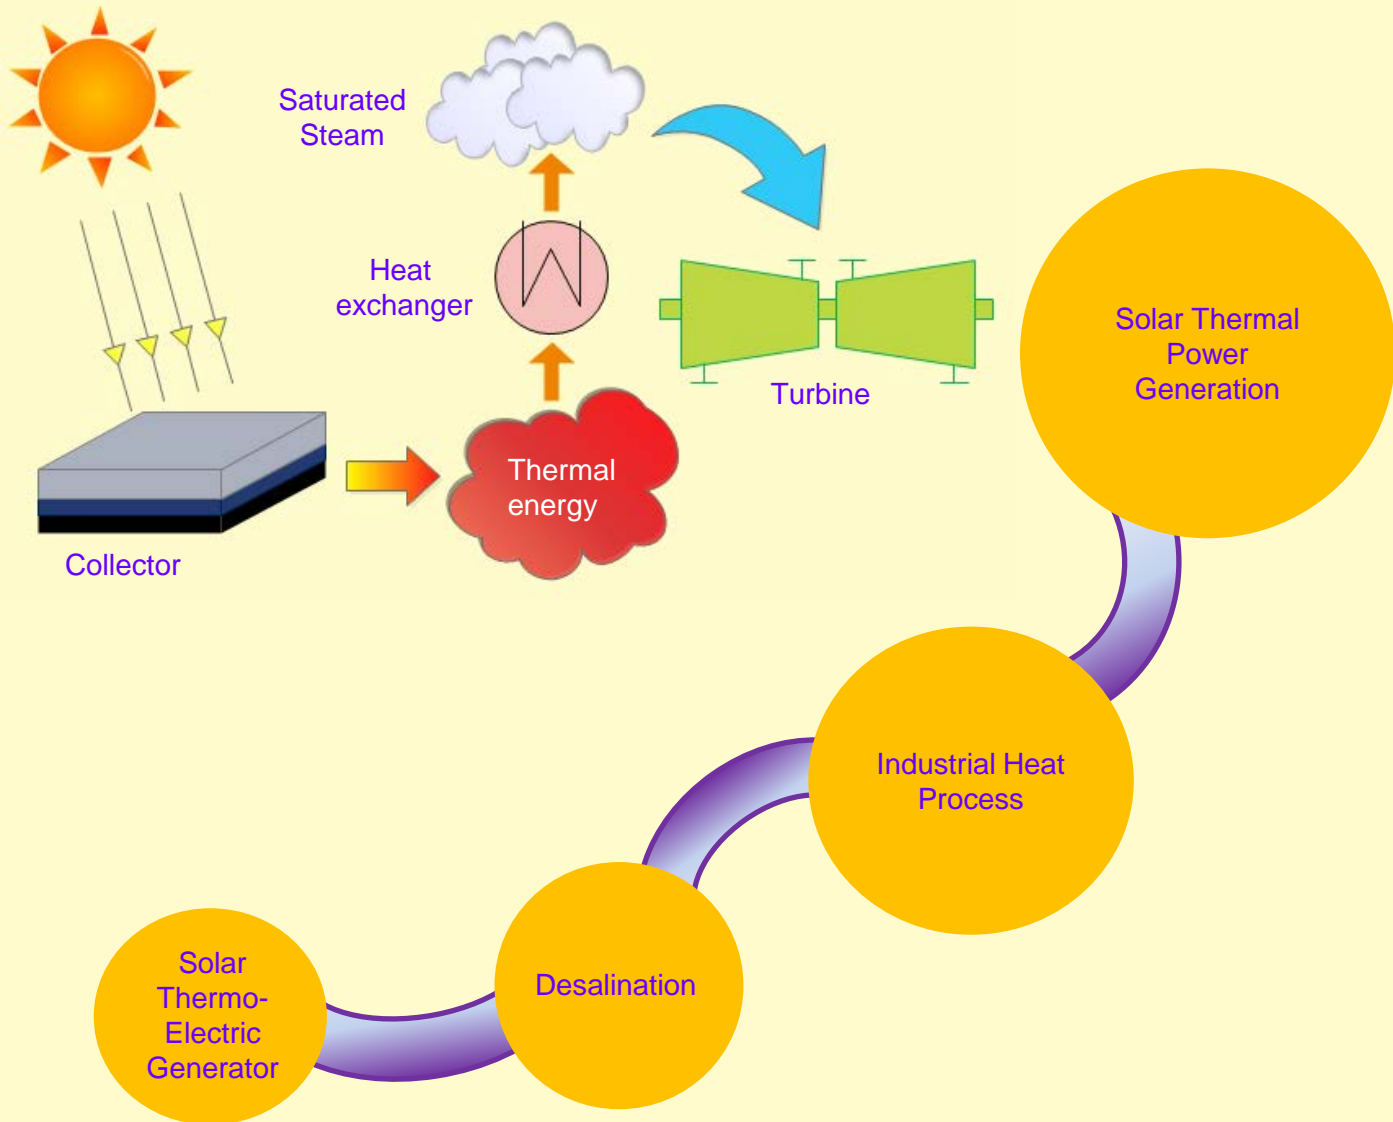 Saturated
Steam
Heat
exchanger
Turbine
Thermal
energy
Collector
Solar Thermal
Power
Generation
Industrial Heat
Process
Desalination
Solar
Thermo-
Electric
Generator